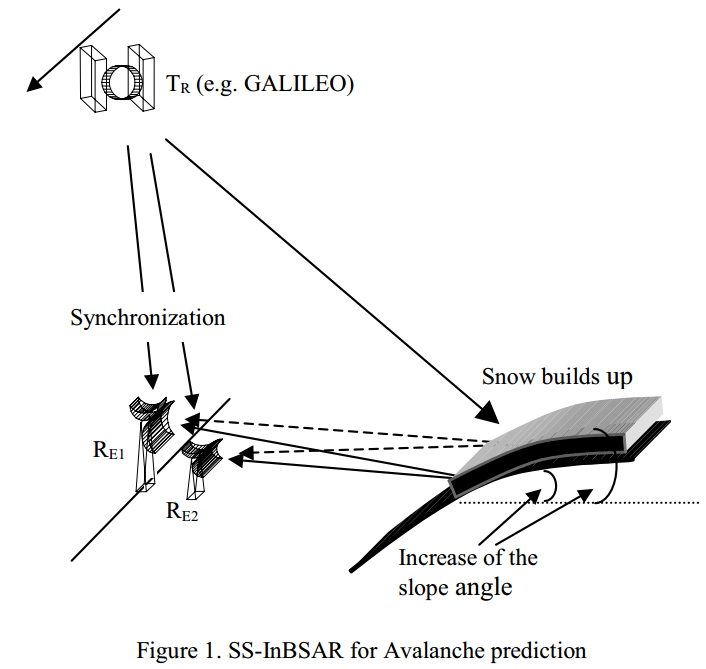 TR (e.g. GALILEO)
Synchronization
Snow builds up
RE1
RE2
Increase of the
slope angle
Figure 1. SS-InBSAR for Avalanche prediction